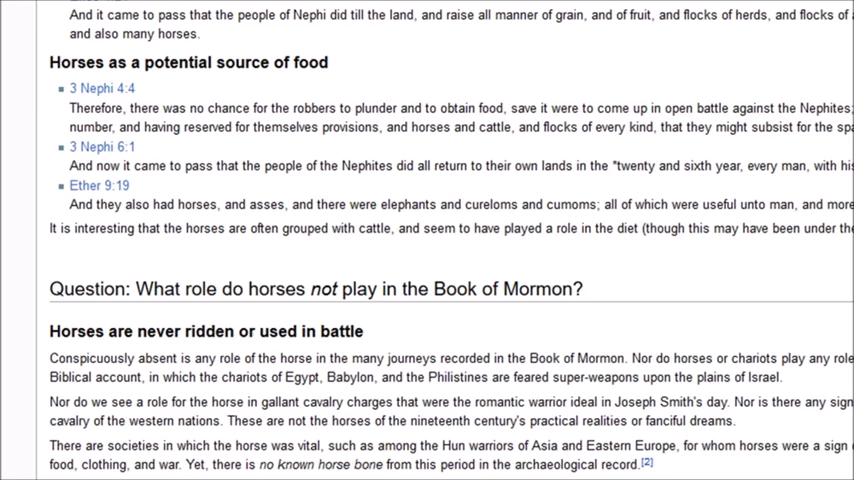 And it came to pass that the people of Nephi did till the land, and raise all manner of grain, and of fruit, and flocks of herds, and flocks of
and also many horses.
Horses as a potential source of food
3 Nephi 4:4
Therefore, there was no chance for the robbers to plunder and to obtain food, save it were to come up in open battle against the Nephites;
number, and having reserved for themselves provisions, and horses and cattle, and flocks of every kind, that they might subsist for the
3 Nephi 6:1
And now it came to pass that the people of the Nephites did all return to their own lands in the *twenty and sixth year, every man, with his
Ether 9:19
And they also had horses, and asses, and there were elephants and cureloms and cumoms; all of which were useful unto man, and more
It is interesting that the horses are often grouped with cattle, and seem to have played a role in the diet (though this may have been under the
Question: What role do horses not play in the Book of Mormon?
Horses are never ridden or used in battle
Conspicuously absent is any role of the horse in the many journeys recorded in the Book of Mormon. Nor do horses or chariots play any role
Biblical account, in which the chariots of Egypt, Babylon, and the Philistines are feared super-weapons upon the plains of Israel.
Nor do we see a role for the horse in gallant cavalry charges that were the romantic warrior ideal in Joseph Smith's day. Nor is there any sign
cavalry of the western nations. These are not the horses of the nineteenth century's practical realities or fanciful dreams.
There are societies in which the horse was vital, such as among the Hun warriors of Asia and Eastern Europe, for whom horses were a sign
food, clothing, and war. Yet, there is no known horse bone from this period in the archaeological record.[2]